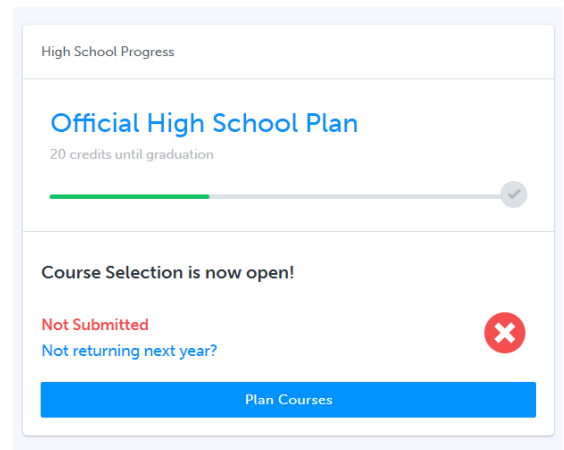 High School Progress
Official High School Plan
20 credits until graduation
Course Selection is now open!
Not Submitted
Not returning next year?
Plan Courses